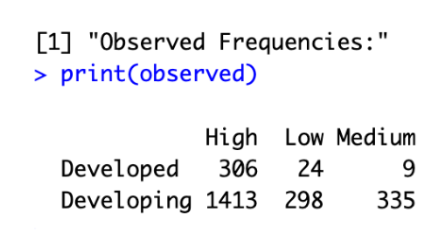 [1] "Observed Frequencies:"
> print(observed)
High Low Medium
Developed 306 24 9
Developing 1413 298 335